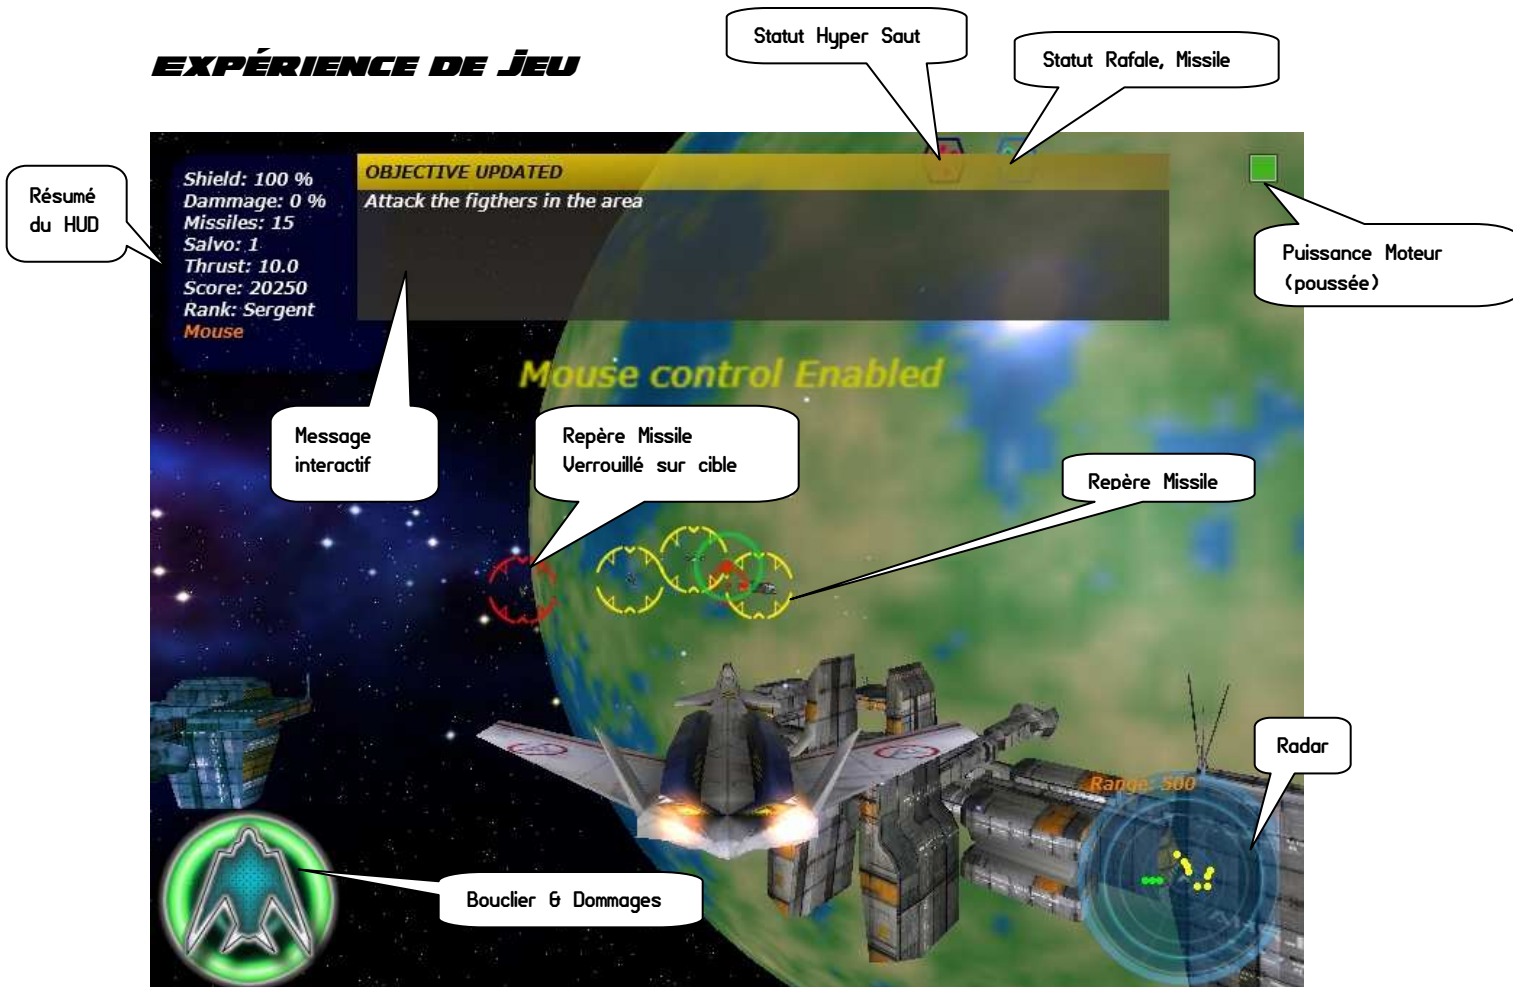 EXPÉRIENCE DE JEU
Statut Hyper Saut
Statut Rafale, Missile
Résumé
du HUD
Shield: 100 %
Dammage: 0 %
Missiles: 15
Salvo: 1
Thrust: 10.0
Score: 20250
Rank: Sergent
Mouse
OBJECTIVE UPDATED
Attack the figthers in the area
Puissance Moteur
(poussée)
Mouse control Enabled
Message
interactif
Repère Missile
Verrouillé sur cible
Repère Missile
Radar
Range: 500
Bouclier & Dommages